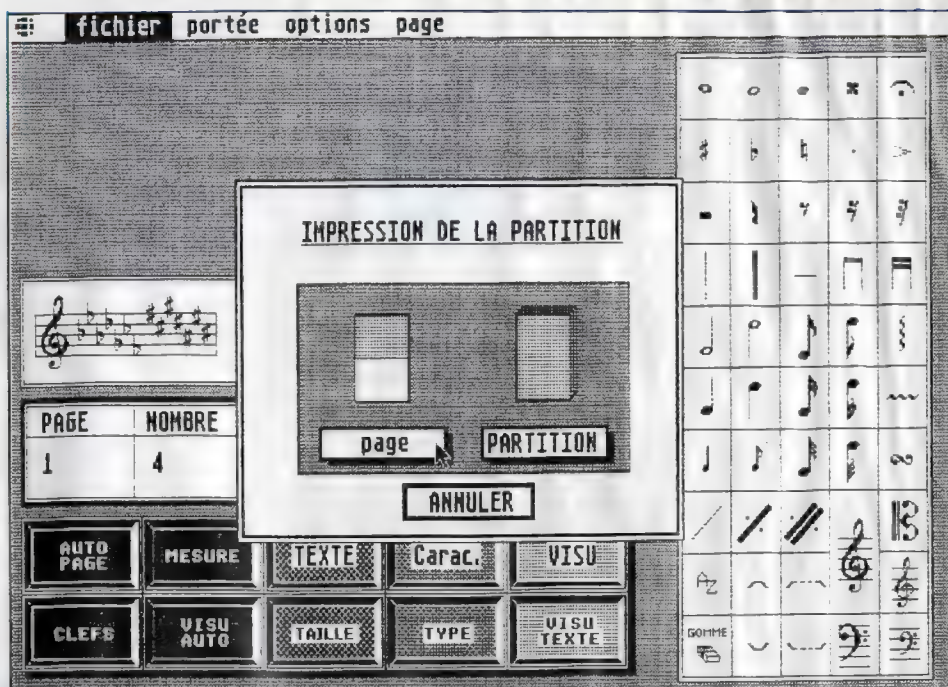 fichier portée options page
IMPRESSION DE LA PARTITION
page PARTITION
ANNULER
PAGE NOMBRE
1 4
AUTO PAGE MESURE TEXTE Carac. VISU
CLEFS VISU AUTO TAILLE TYPE VISU TEXTE
AZ
GOMME